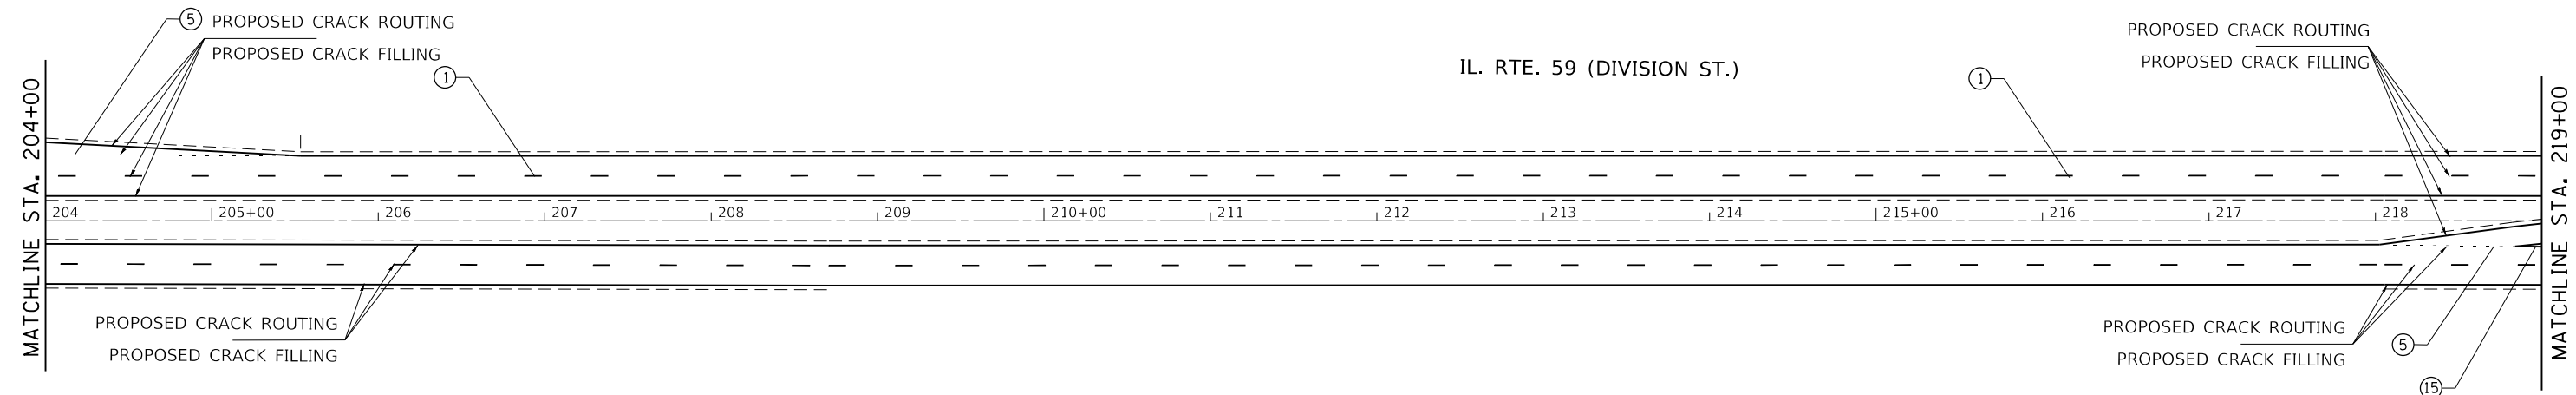 5 PROPOSED CRACK ROUTING
PROPOSED CRACK FILLING
1
IL. RTE. 59 (DIVISION ST.)
PROPOSED CRACK ROUTING
PROPOSED CRACK FILLING
1
MATCHLINE STA. 204+00
204 205+00 206 207 208 209 210+00 211 212 213 214 215+00 216 217 218
MATCHLINE STA. 219+00
PROPOSED CRACK ROUTING
PROPOSED CRACK FILLING
PROPOSED CRACK ROUTING
PROPOSED CRACK FILLING
5
15